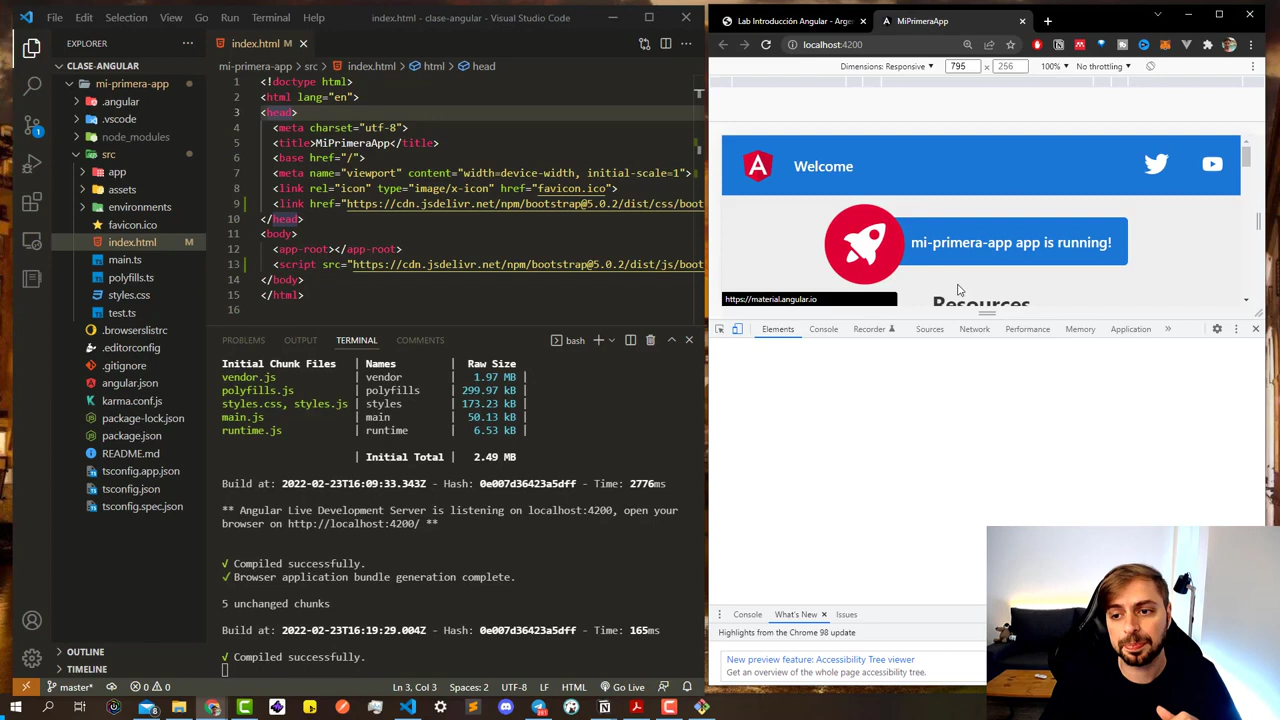 File Edit Selection View Go Run Terminal Help
index.html - clase-angular - Visual Studio Code
EXPLORER
CLASE-ANGULAR
mi-primera-app
.angular
.vscode
node_modules
src
app
assets
environments
favicon.ico
index.html M
main.ts
polyfills.ts
styles.css
test.ts
.browserslistrc
.editorconfig
.gitignore
angular.json
karma.conf.js
package-lock.json
package.json
README.md
tsconfig.app.json
tsconfig.json
tsconfig.spec.json
OUTLINE
TIMELINE
index.html M
mi-primera-app > src > index.html > html > head
1 <!doctype html>
2 <html lang="en">
3 <head>
4 <meta charset="utf-8">
5 <title>MiPrimeraApp</title>
6 <base href="/">
7 <meta name="viewport" content="width=device-width, initial-scale=1">
8 <link rel="icon" type="image/x-icon" href="favicon.ico">
9 <link href="https://cdn.jsdelivr.net/npm/bootstrap@5.0.2/dist/css/boot
10 </head>
11 <body>
12 <app-root></app-root>
13 <script src="https://cdn.jsdelivr.net/npm/bootstrap@5.0.2/dist/js/boot
14 </body>
15 </html>
16
PROBLEMS OUTPUT TERMINAL COMMENTS
bash
Initial Chunk Files | Names | Raw Size
vendor.js | vendor | 1.97 MB |
polyfills.js | polyfills | 299.97 kB |
styles.css, styles.js | styles | 173.23 kB |
main.js | main | 50.13 kB |
runtime.js | runtime | 6.53 kB |
| Initial Total | 2.49 MB
Build at: 2022-02-23T16:09:33.343Z - Hash: 0e007d36423a5dff - Time: 2776ms
** Angular Live Development Server is listening on localhost:4200, open your
browser on http://localhost:4200/ **
√ Compiled successfully.
√ Browser application bundle generation complete.
5 unchanged chunks
Build at: 2022-02-23T16:19:29.004Z - Hash: 0e007d36423a5dff - Time: 165ms
√ Compiled successfully.
master* 0 0 Ln 3, Col 3 Spaces: 2 UTF-8 LF HTML Go Live
Lab Introducción Angular - Arger
MiPrimeraApp
localhost:4200
Dimensions: Responsive 795 × 256 100% No throttling
Welcome
mi-primera-app app is running!
Resources
https://material.angular.io
Elements Console Recorder Sources Network Performance Memory Application
Console What's New Issues
Highlights from the Chrome 98 update
New preview feature: Accessibility Tree viewer
Get an overview of the whole page accessibility tree.